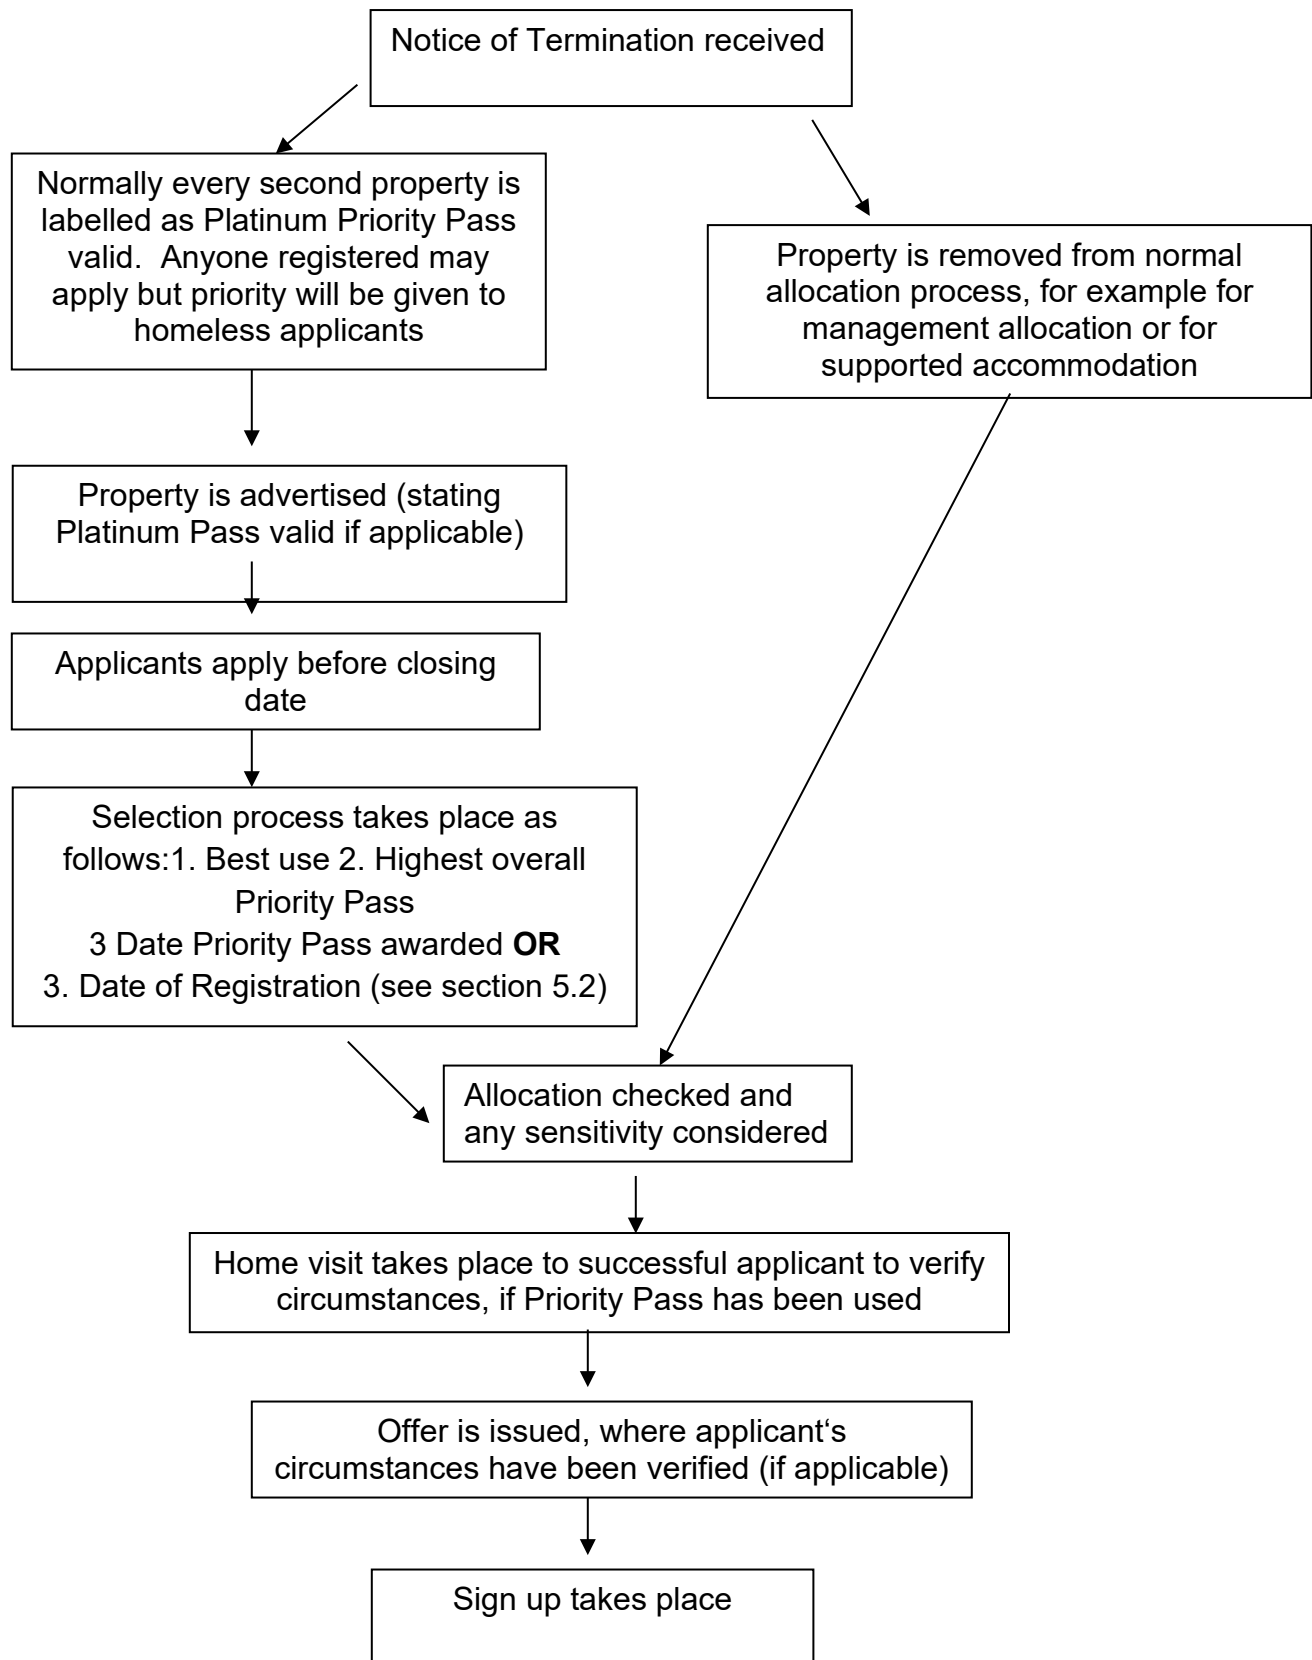 Notice of Termination received
Normally every second property is
labelled as Platinum Priority Pass
valid.  Anyone registered may
apply but priority will be given to
homeless applicants
Property is removed from normal
allocation process, for example for
management allocation or for
supported accommodation
Property is advertised (stating
Platinum Pass valid if applicable)
Applicants apply before closing
date
Selection process takes place as
follows:1. Best use 2. Highest overall
Priority Pass
3 Date Priority Pass awarded OR
3. Date of Registration (see section 5.2)
Allocation checked and
any sensitivity considered
Home visit takes place to successful applicant to verify
circumstances, if Priority Pass has been used
Offer is issued, where applicant‘s
circumstances have been verified (if applicable)
Sign up takes place